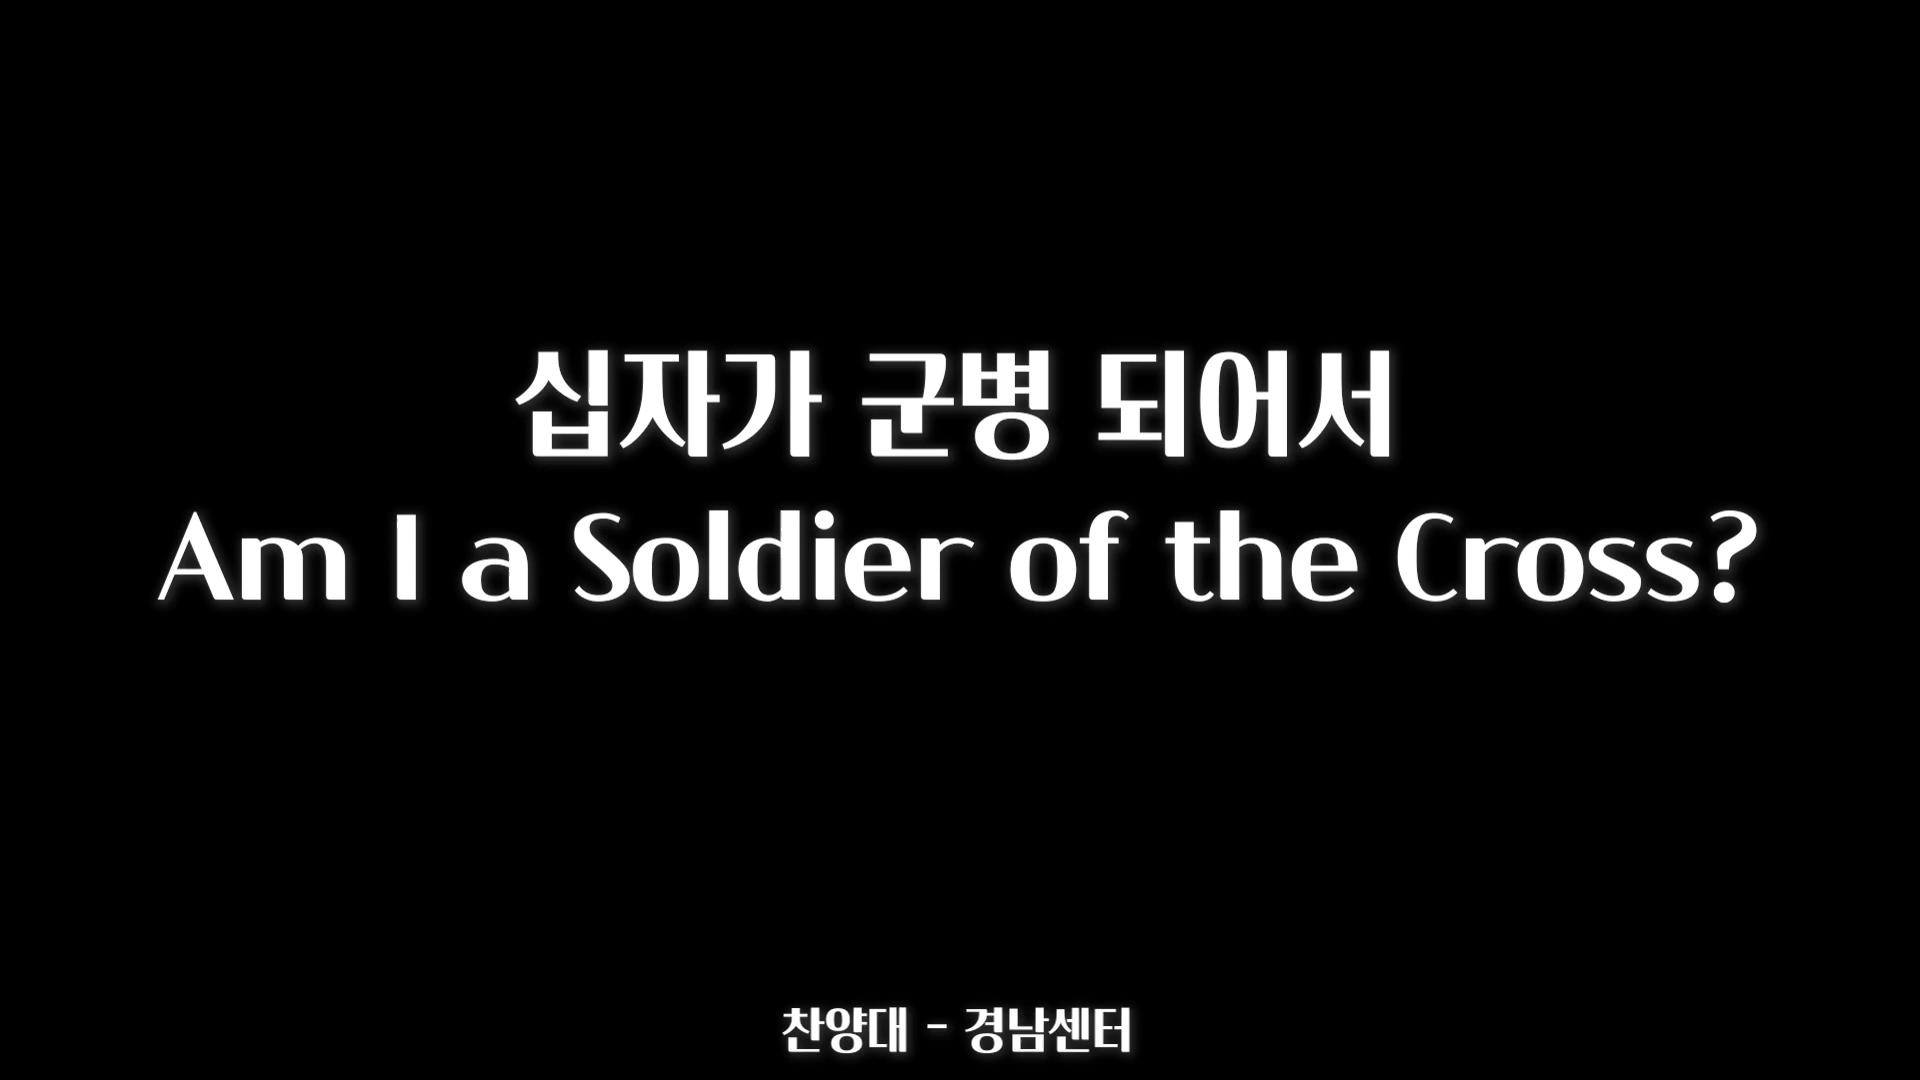 십자가 군병 되어서
Am I a Soldier of the Cross?
찬양대 - 경남센터